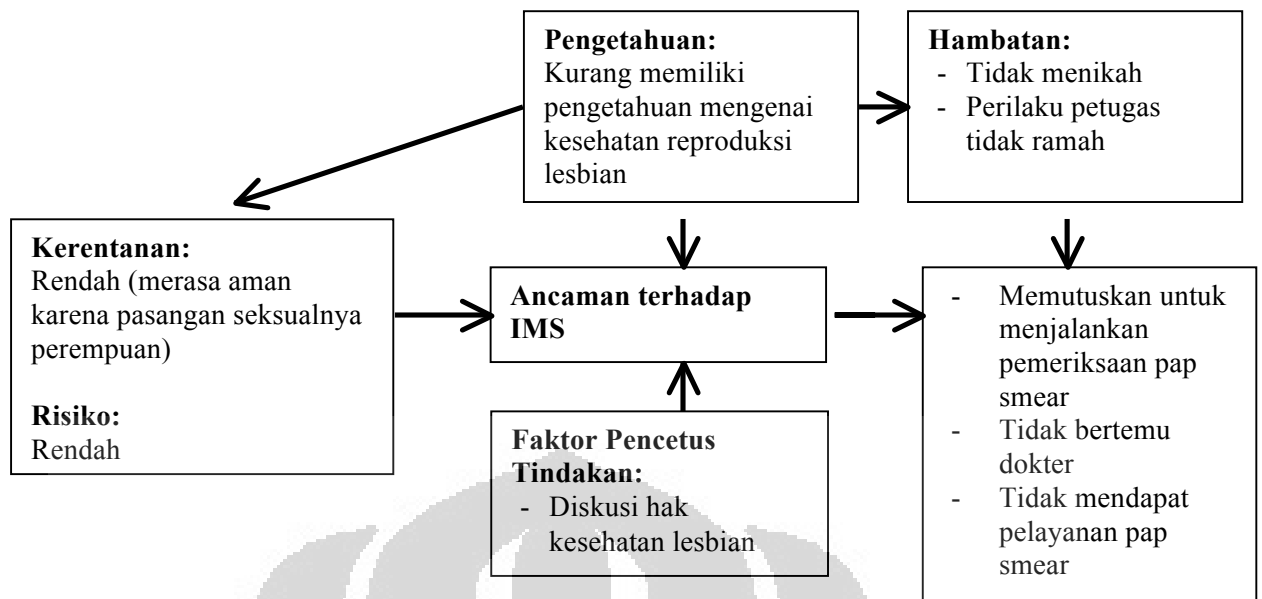 Pengetahuan:
Kurang memiliki
pengetahuan mengenai
kesehatan reproduksi
lesbian
Hambatan:
- Tidak menikah
- Perilaku petugas
tidak ramah
Kerentanan:
Rendah (merasa aman
karena pasangan seksualnya
perempuan)
Risiko:
Rendah
Ancaman terhadap
IMS
Faktor Pencetus
Tindakan:
- Diskusi hak
kesehatan lesbian
- Memutuskan untuk
menjalankan
pemeriksaan pap
smear
- Tidak bertemu
dokter
- Tidak mendapat
pelayanan pap
smear